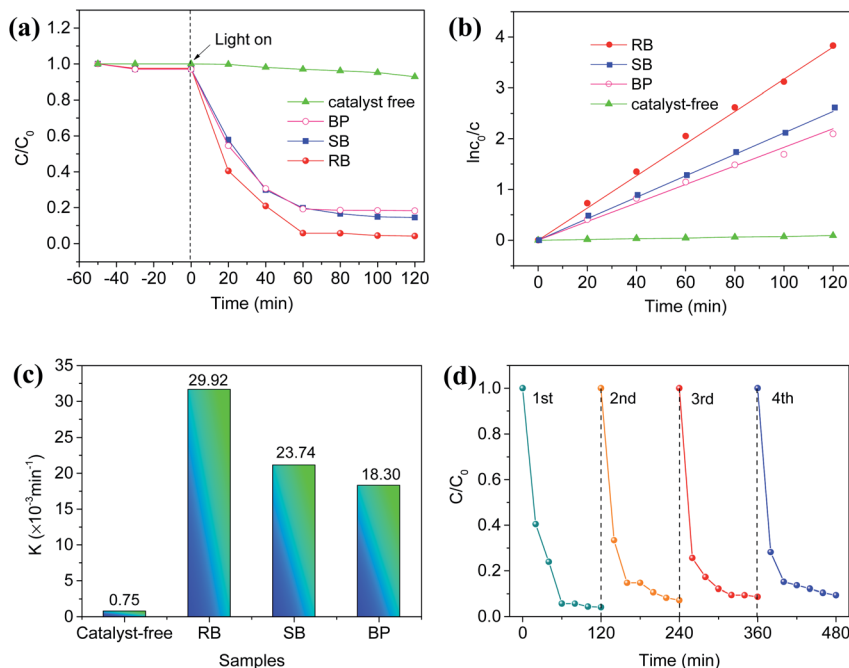 (a)
Light on
catalyst free
BP
SB
RB
C/C0
1.2
1.0
0.8
0.6
0.4
0.2
0.0
-60 -40 -20 0 20 40 60 80 100 120
Time (min)
(b)
RB
SB
BP
catalyst-free
lnc0/c
4
3
2
1
0
0 20 40 60 80 100 120
Time (min)
(c)
K (×10-3min-1)
35
30
25
20
15
10
5
0
0.75
29.92
23.74
18.30
Catalyst-free RB SB BP
Samples
(d)
1st 2nd 3rd 4th
C/C0
1.0
0.8
0.6
0.4
0.2
0.0
0 120 240 360 480
Time (min)